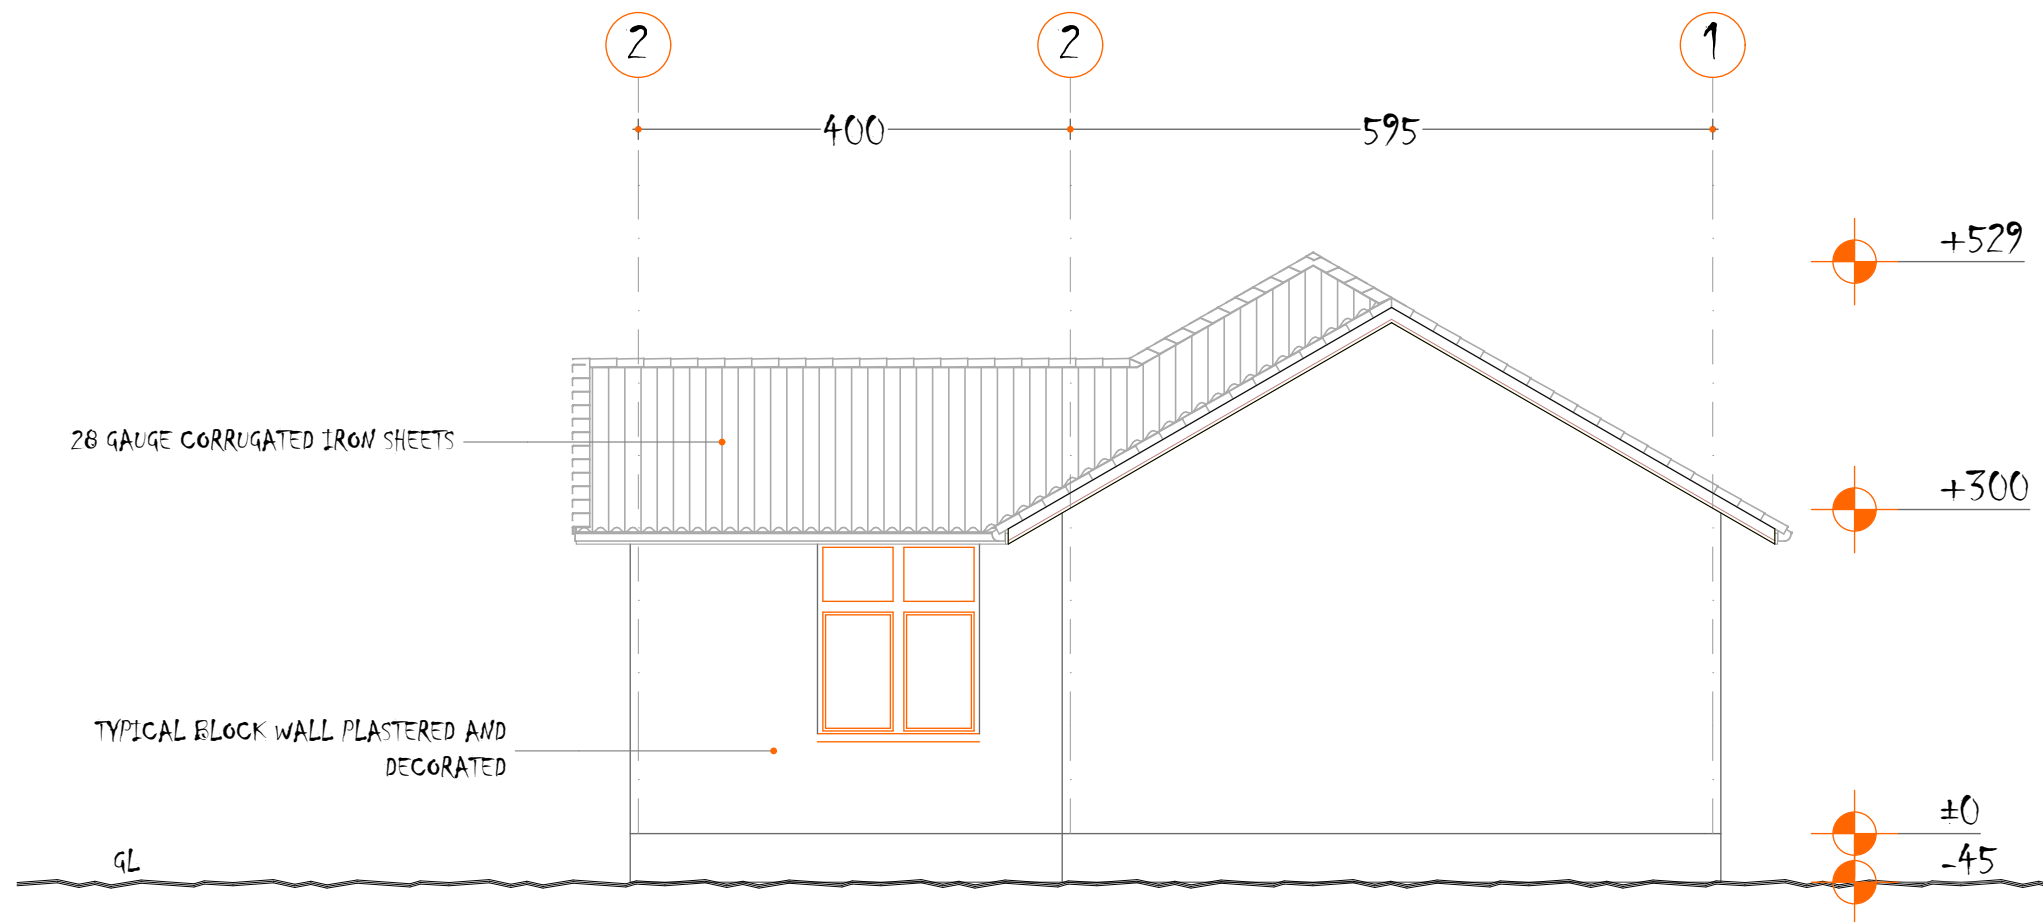 2 2 1
400 595
+529
28 GAUGE CORRUGATED IRON SHEETS
+300
TYPICAL BLOCK WALL PLASTERED AND
DECORATED
±0
GL
-45